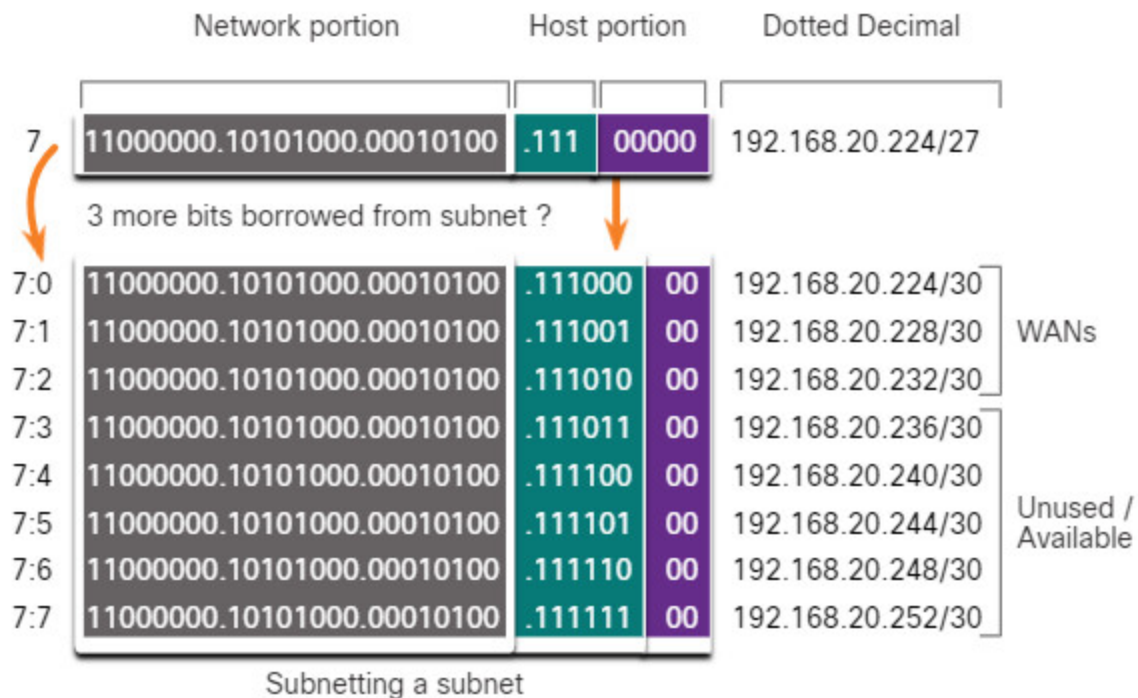 Network portion Host portion Dotted Decimal
7 11000000.10101000.00010100 .111 00000 192.168.20.224/27
3 more bits borrowed from subnet ?
7:0 11000000.10101000.00010100 .111000 00 192.168.20.224/30
7:1 11000000.10101000.00010100 .111001 00 192.168.20.228/30 WANs
7:2 11000000.10101000.00010100 .111010 00 192.168.20.232/30
7:3 11000000.10101000.00010100 .111011 00 192.168.20.236/30
7:4 11000000.10101000.00010100 .111100 00 192.168.20.240/30
7:5 11000000.10101000.00010100 .111101 00 192.168.20.244/30 Unused /
Available
7:6 11000000.10101000.00010100 .111110 00 192.168.20.248/30
7:7 11000000.10101000.00010100 .111111 00 192.168.20.252/30
Subnetting a subnet